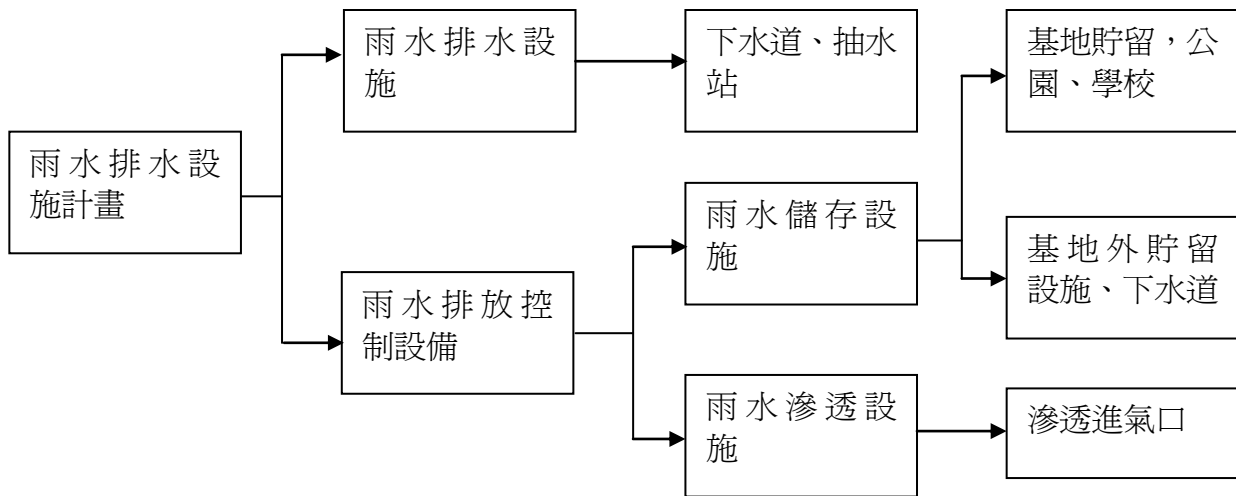 雨水排水設
施計畫
雨水排水設
施
下水道、抽水
站
雨水排放控
制設備
雨水儲存設
施
基地貯留，公
園、學校
基地外貯留
設施、下水道
雨水滲透設
施
滲透進氣口